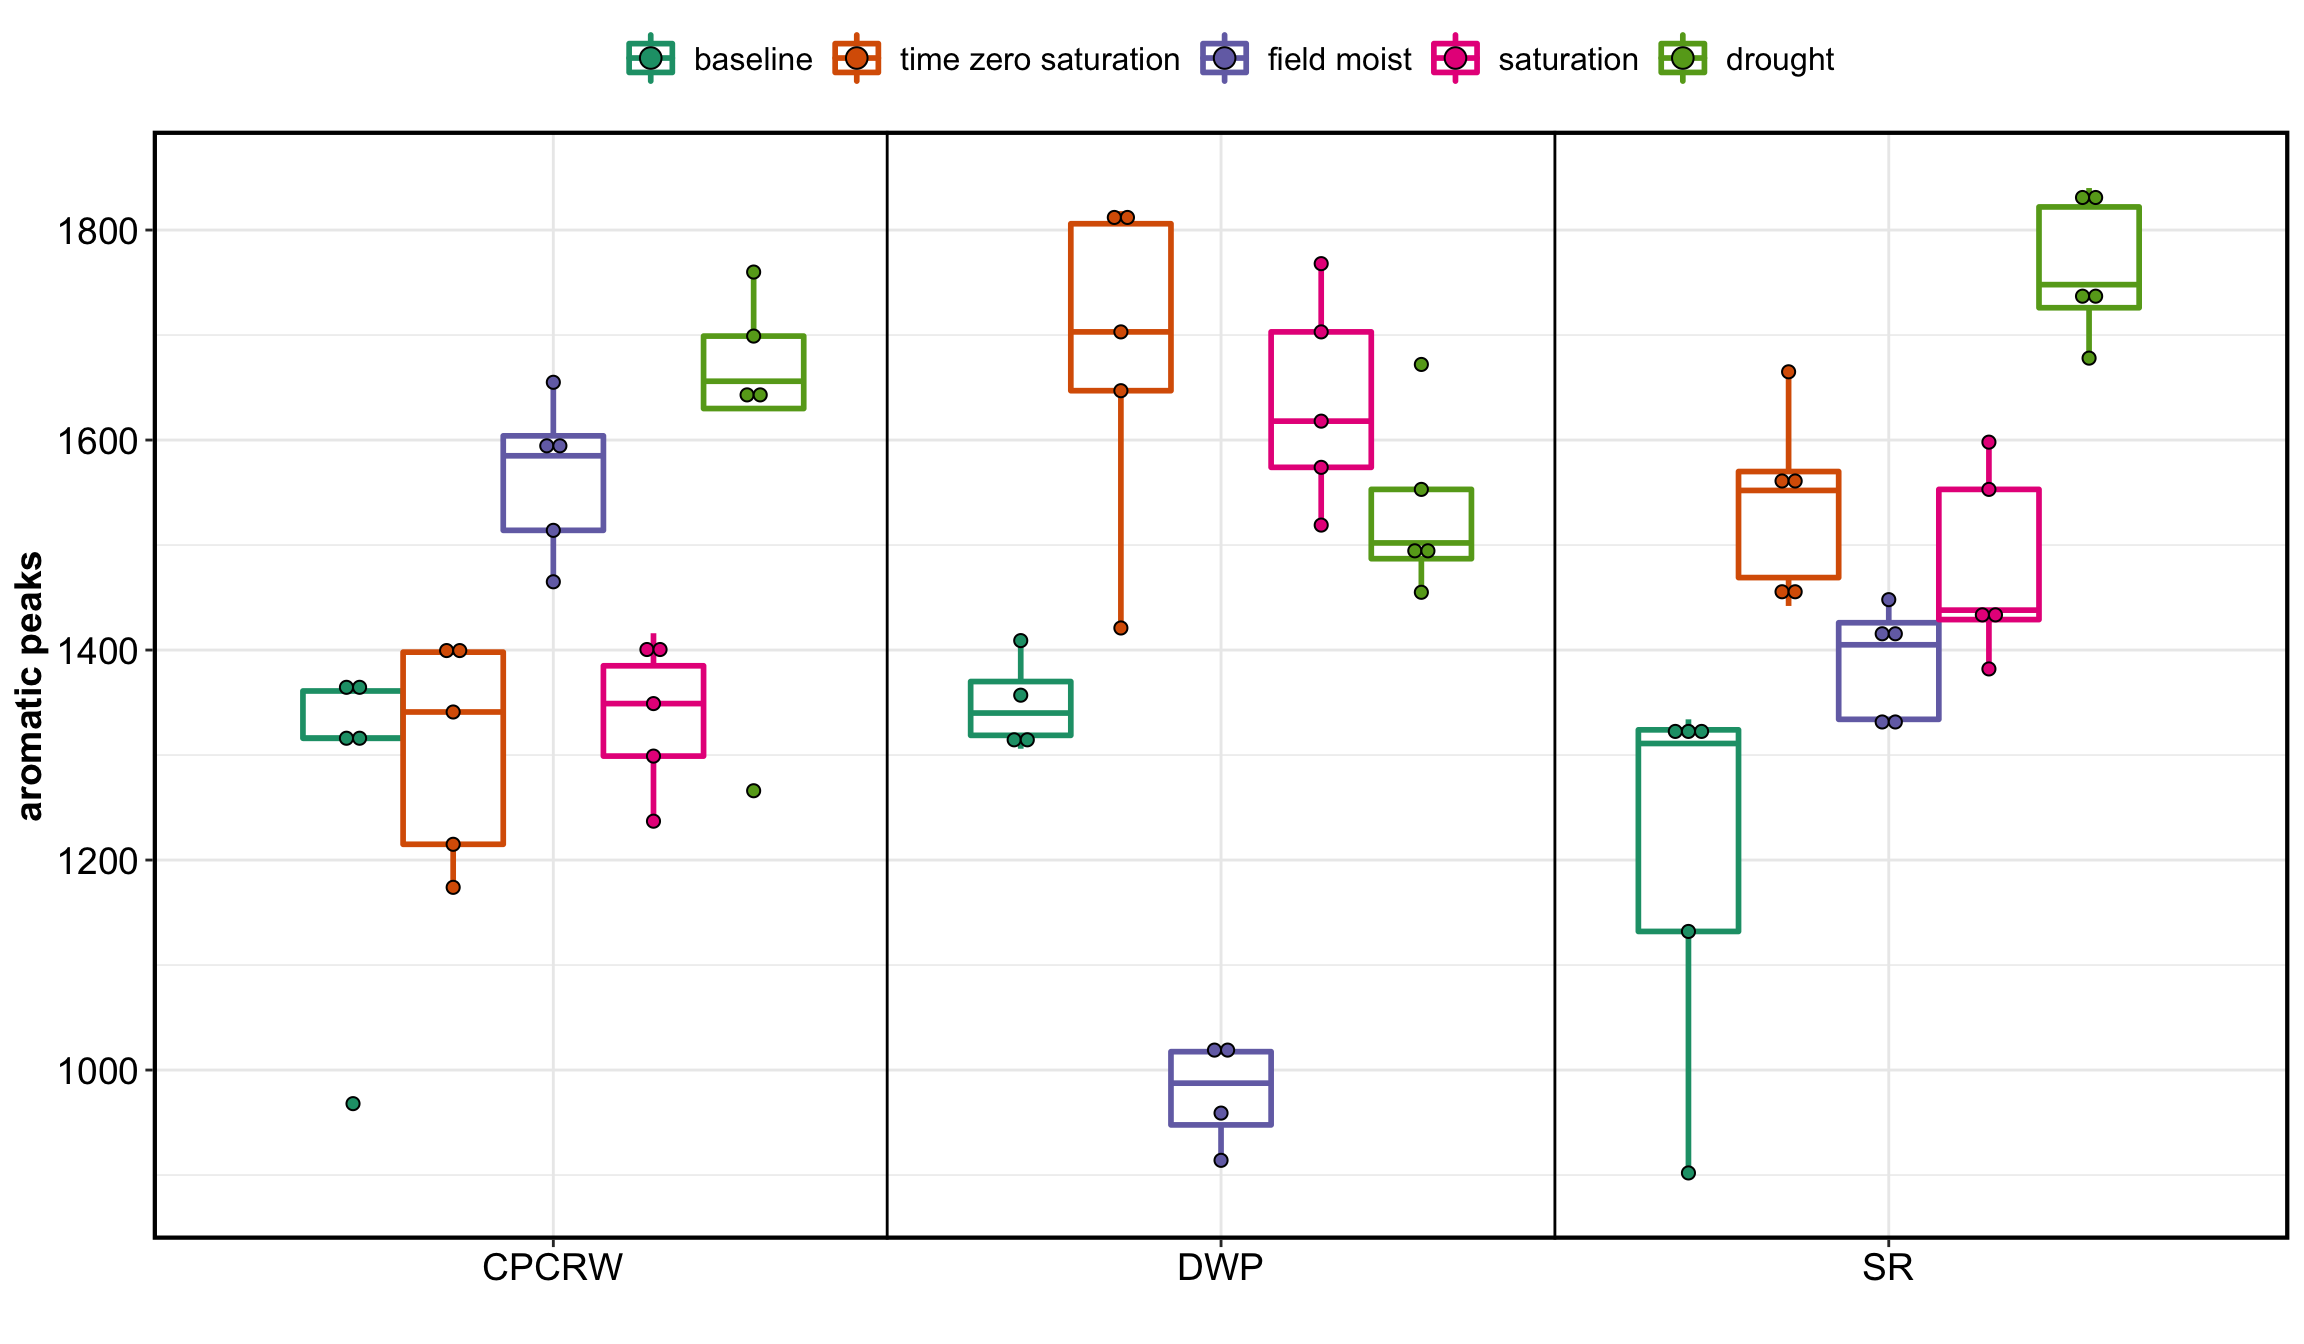 baseline time zero saturation field moist saturation drought
aromatic peaks
1800
1600
1400
1200
1000
CPCRW DWP SR